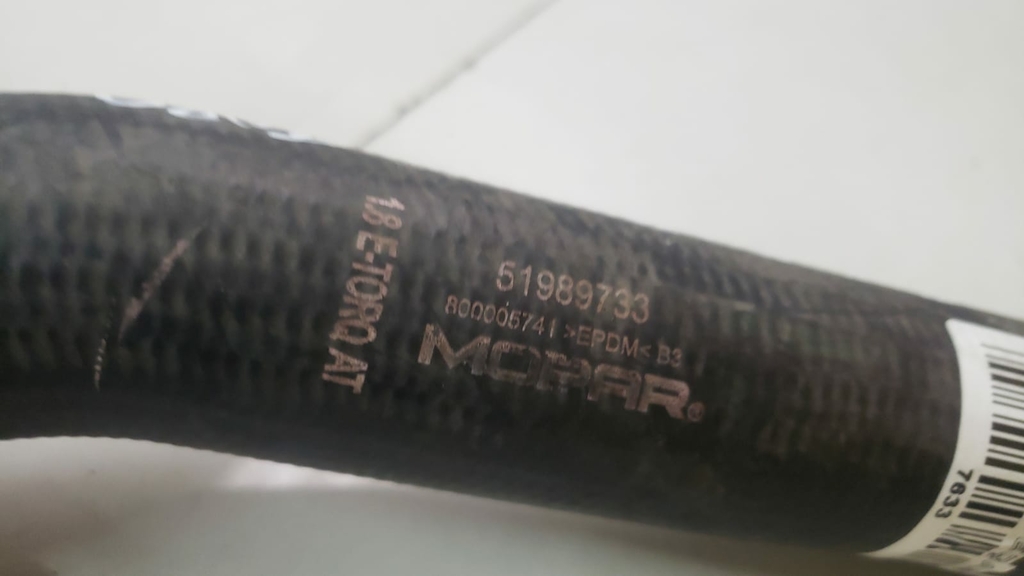 1.8 E-TORQ AT
51989733
800005741 >EPDM< B3
MOPAR®
7633